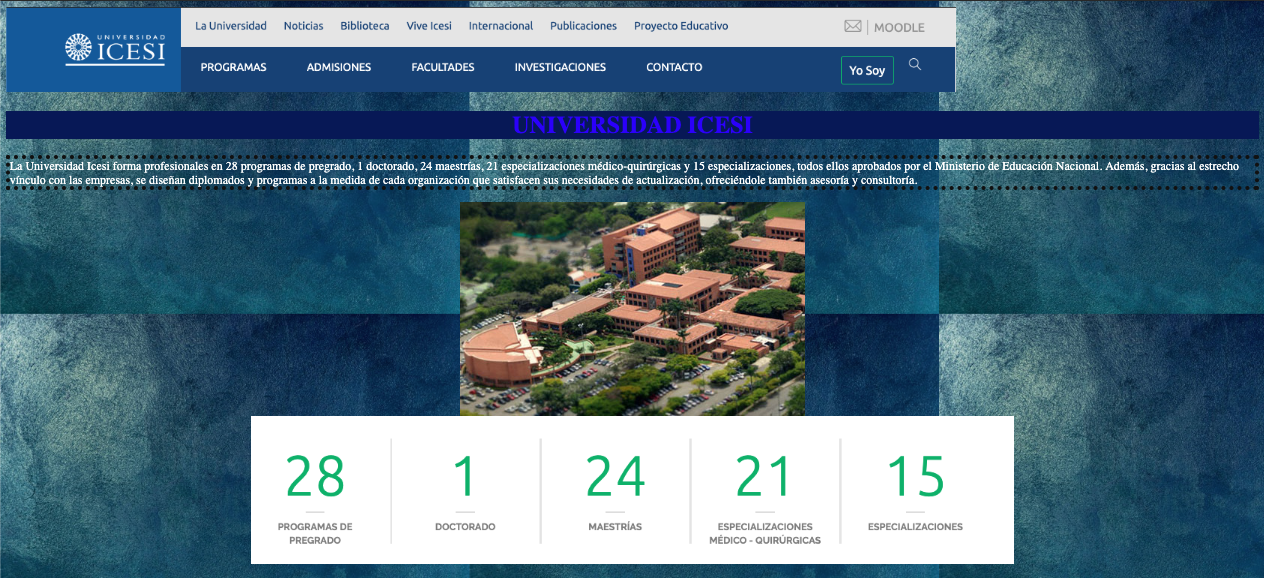 La Universidad Noticias Biblioteca Vive Icesi Internacional Publicaciones Proyecto Educativo MOODLE
UNIVERSIDAD
ICESI
PROGRAMAS ADMISIONES FACULTADES INVESTIGACIONES CONTACTO Yo Soy
UNIVERSIDAD ICESI
La Universidad Icesi forma profesionales en 28 programas de pregrado, 1 doctorado, 24 maestrías, 21 especializaciones médico-quirúrgicas y 15 especializaciones, todos ellos aprobados por el Ministerio de Educación Nacional. Además, gracias al estrecho
vínculo con las empresas, se diseñan diplomados y programas a la medida de cada organización que satisfacen sus necesidades de actualización, ofreciéndole también asesoría y consultoría.
28 1 24 21 15
PROGRAMAS DE DOCTORADO MAESTRÍAS ESPECIALIZACIONES ESPECIALIZACIONES
PREGRADO MÉDICO - QUIRÚRGICAS